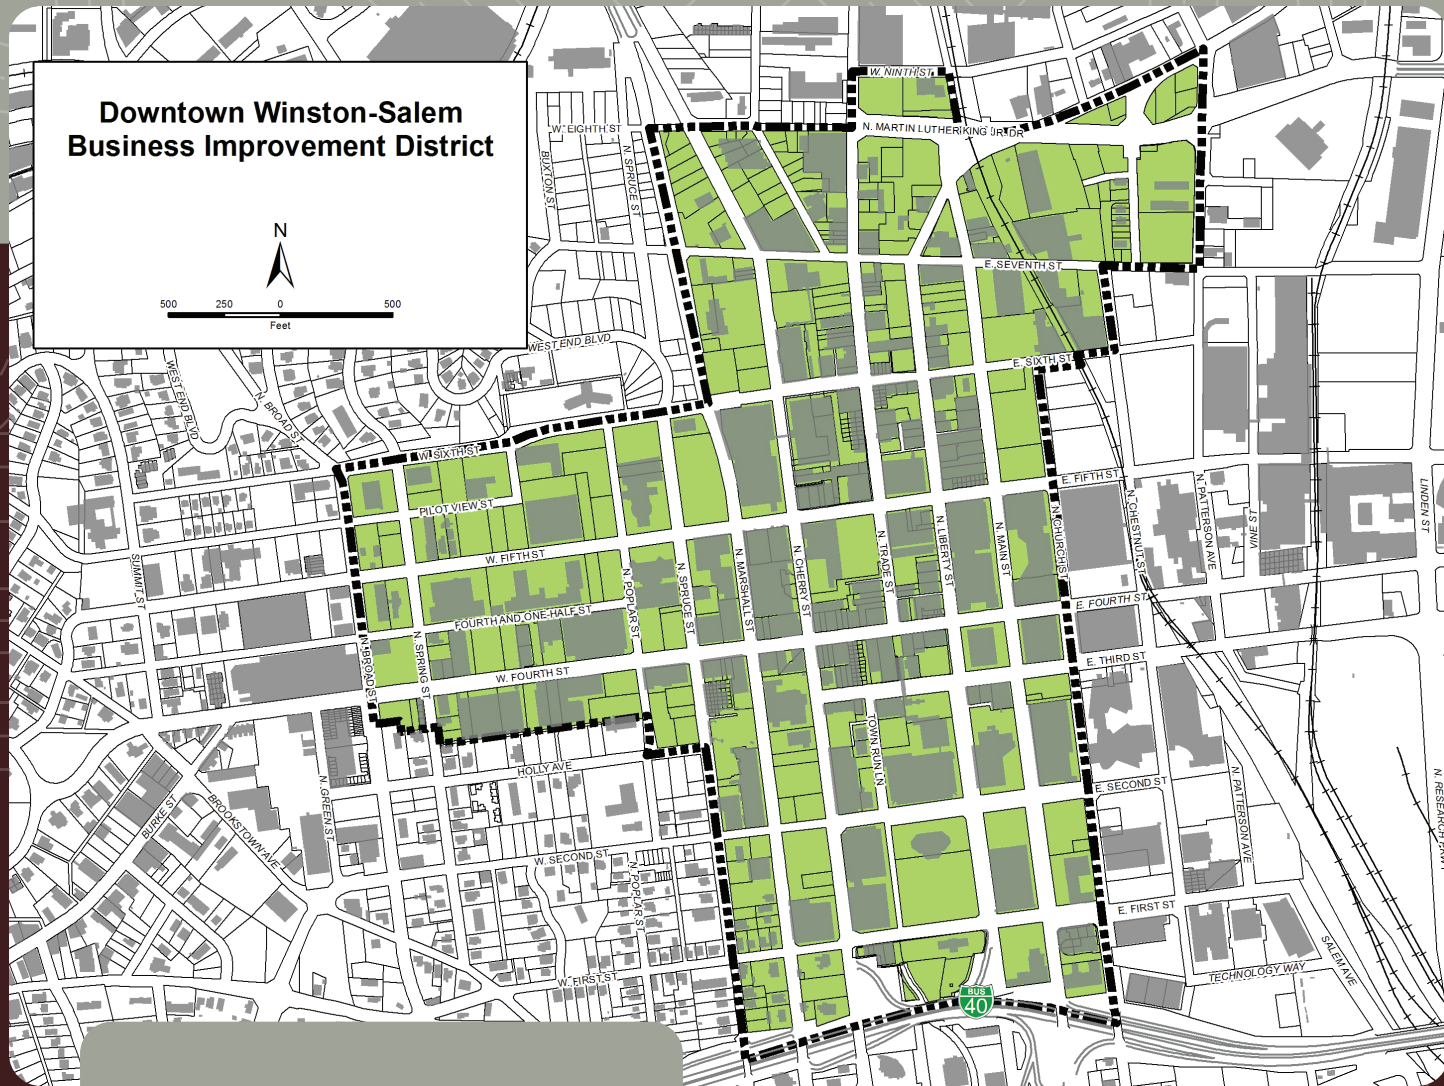 Downtown Winston-Salem
Business Improvement District
N
500 250 0 500
Feet
W. NINTH ST
W. EIGHTH ST
N. MARTIN LUTHER KING JR. DR
BUXTON ST
N. SPRUCE ST
E. SEVENTH ST
WEST END BLVD
E. SIXTH ST
WEST END BLVD
N. BROAD ST
W. SIXTH ST
PILOT VIEW ST
E. FIFTH ST
N. CHESTNUT ST
N. PATTERSON AVE
VINE ST
LINDEN ST
W. FIFTH ST
N. MARSHALL ST
N. CHERRY ST
N. TRADE ST
N. LIBERTY ST
N. MAIN ST
N. CHURCH ST
SUMMIT ST
N. POPLAR ST
N. SPRUCE ST
FOURTH AND ONE-HALF ST
E. FOURTH ST
N. BROAD ST
N. SPRING ST
W. FOURTH ST
E. THIRD ST
TOWN RUN LN
HOLLY AVE
E. SECOND ST
N. GREEN ST
BURKE ST
BROOKSTOWN AVE
N. PATTERSON AVE
N. RESEARCH
W. SECOND ST
N. POPLAR ST
E. FIRST ST
W. FIRST ST
TECHNOLOGY WAY
SALEM AVE
BUS
40